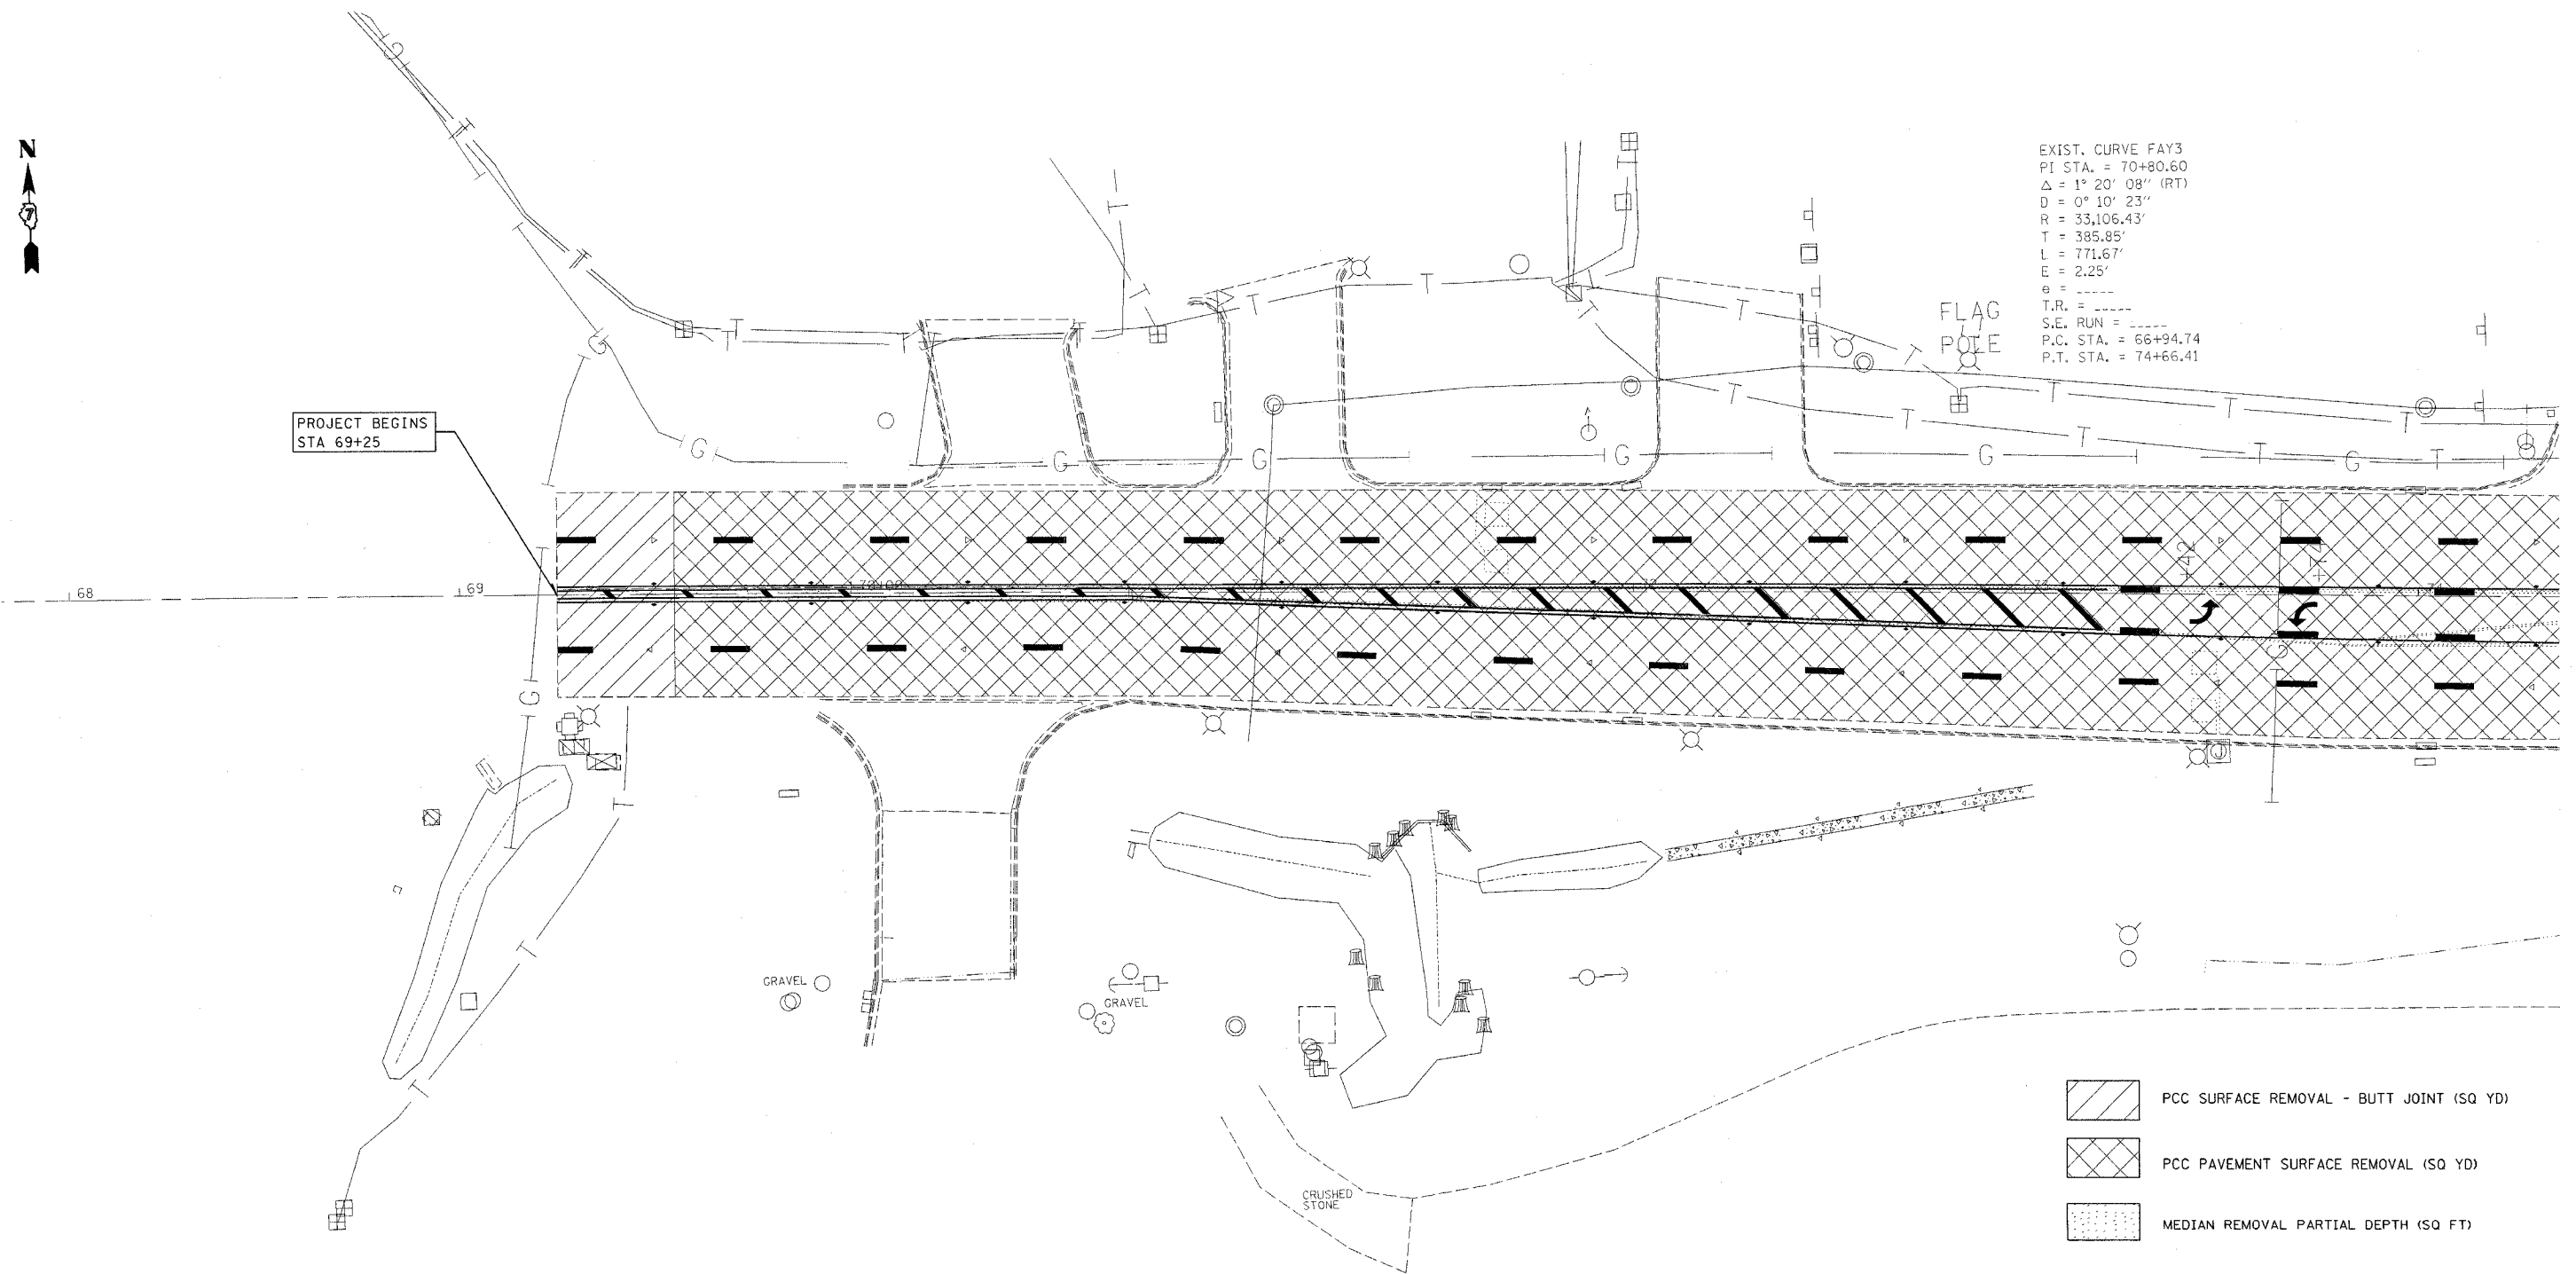 N
7
EXIST. CURVE FAY3
PI STA. = 70+80.60
Δ = 1° 20' 08" (RT)
D = 0° 10' 23"
R = 33,106.43'
T = 385.85'
L = 771.67'
E = 2.25'
e = _____
T.R. = _____
S.E. RUN = _____
P.C. STA. = 66+94.74
P.T. STA. = 74+66.41
FLAG
POLE
PROJECT BEGINS
STA 69+25
68
69
+42
+74
T
G
GRAVEL
GRAVEL
CRUSHED
STONE
PCC SURFACE REMOVAL - BUTT JOINT (SQ YD)
PCC PAVEMENT SURFACE REMOVAL (SQ YD)
MEDIAN REMOVAL PARTIAL DEPTH (SQ FT)